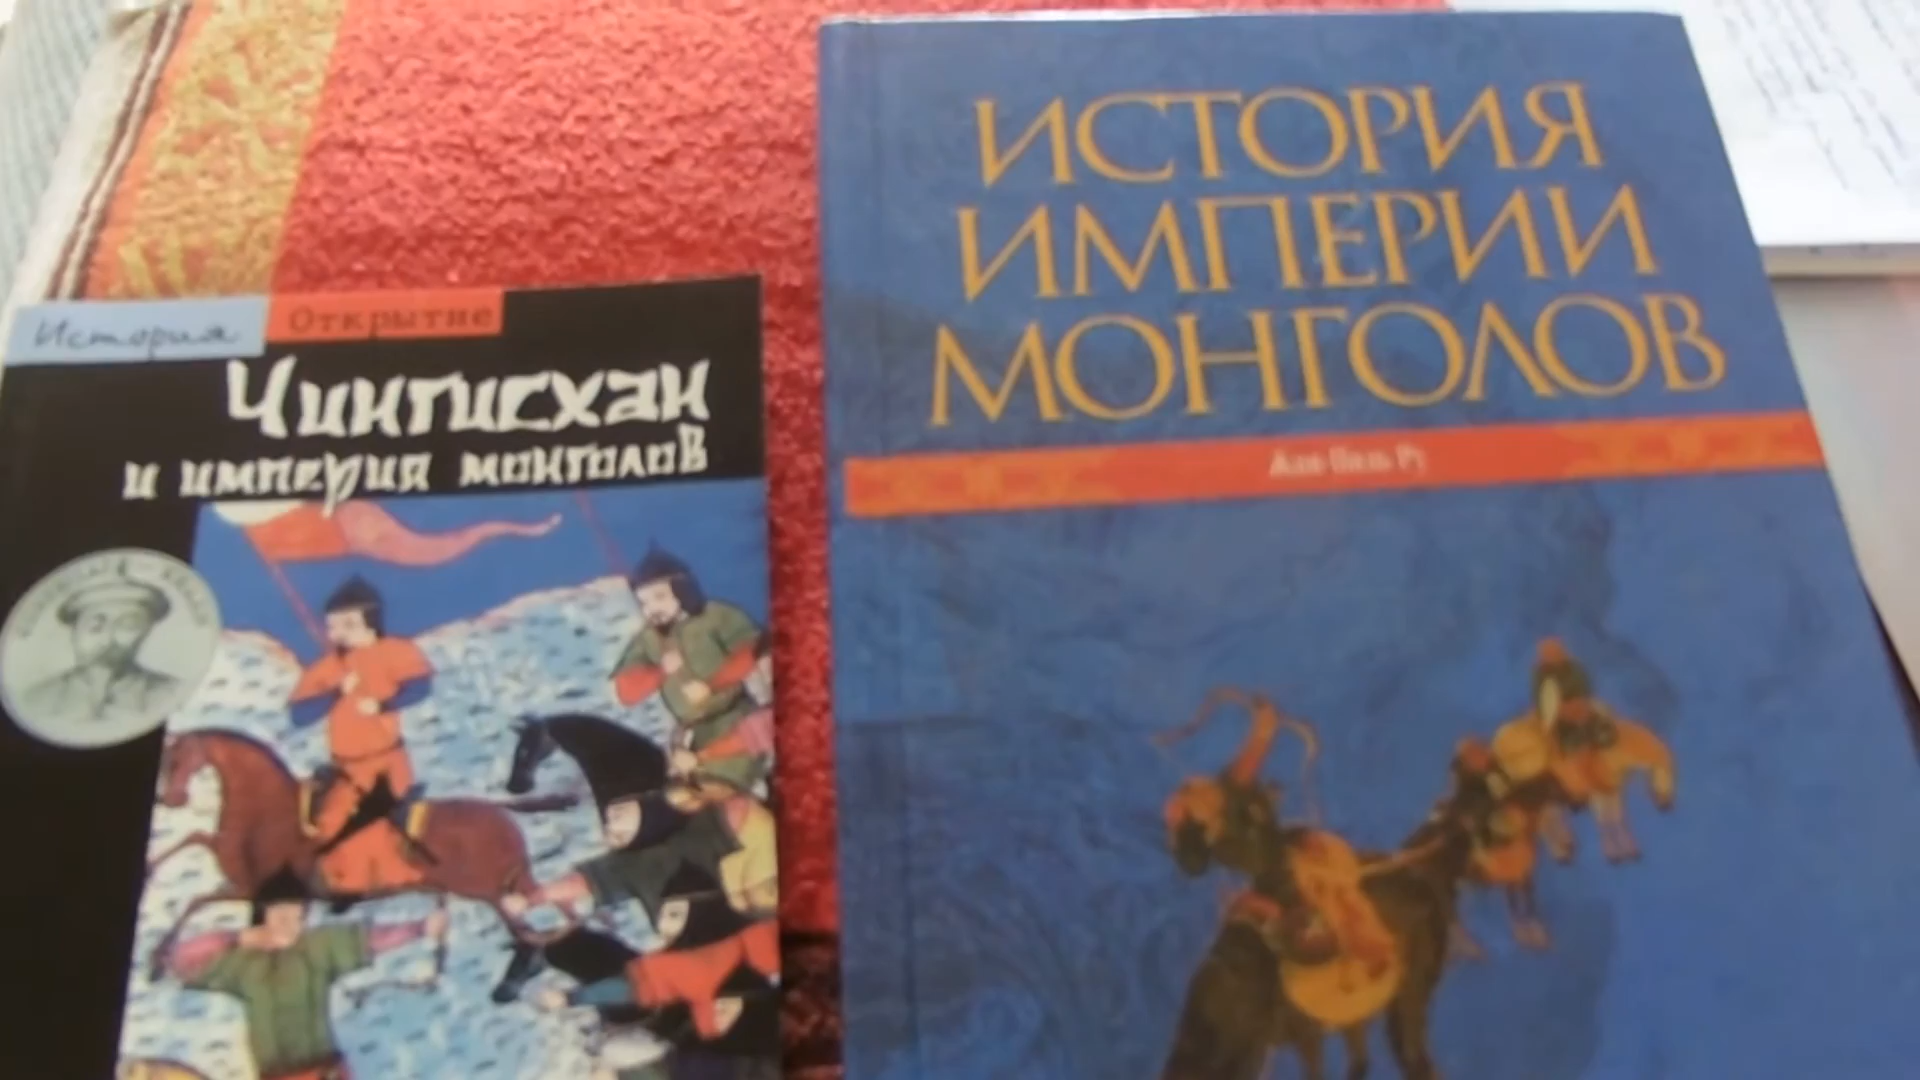 История Открытие
Чингисхан
и империя монголов
ИСТОРИЯ
ИМПЕРИИ
МОНГОЛОВ